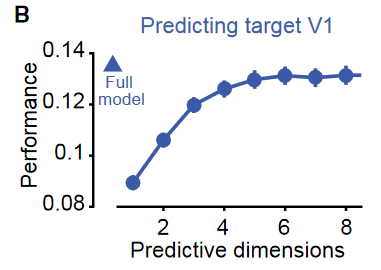 B
Predicting target V1
0.14
0.12
0.1
0.08
Performance
Full
model
2 4 6 8
Predictive dimensions